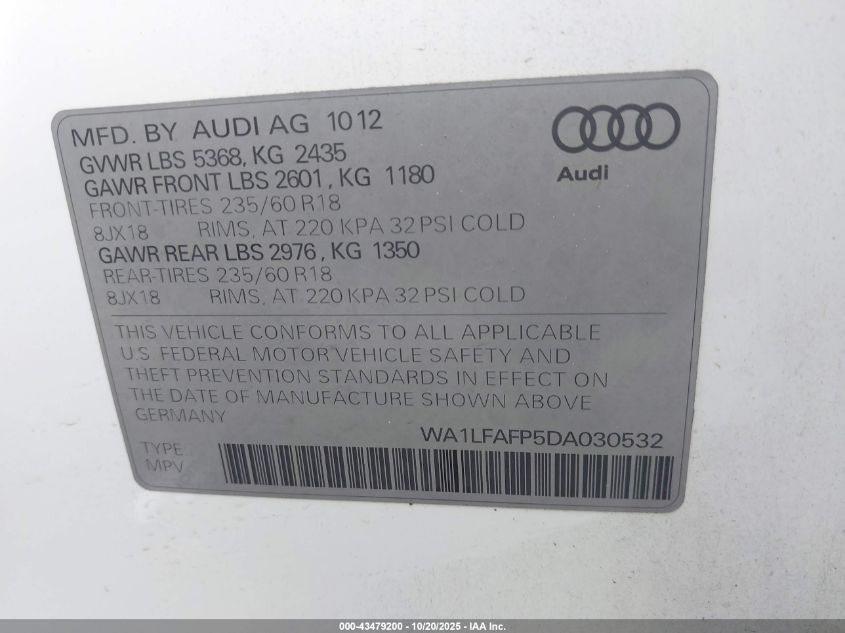 MFD. BY AUDI AG 1012
GVWR LBS 5368, KG 2435
GAWR FRONT LBS 2601, KG 1180
FRONT-TIRES 235/60 R18
8JX18 RIMS, AT 220 KPA 32 PSI COLD
GAWR REAR LBS 2976, KG 1350
REAR-TIRES 235/60 R18
8JX18 RIMS, AT 220 KPA 32 PSI COLD
Audi
THIS VEHICLE CONFORMS TO ALL APPLICABLE
U.S. FEDERAL MOTOR VEHICLE SAFETY AND
THEFT PREVENTION STANDARDS IN EFFECT ON
THE DATE OF MANUFACTURE SHOWN ABOVE
GERMANY
WA1LFAFP5DA030532
TYPE
MPV
000-43479200 - 10/20/2025 - IAA Inc.